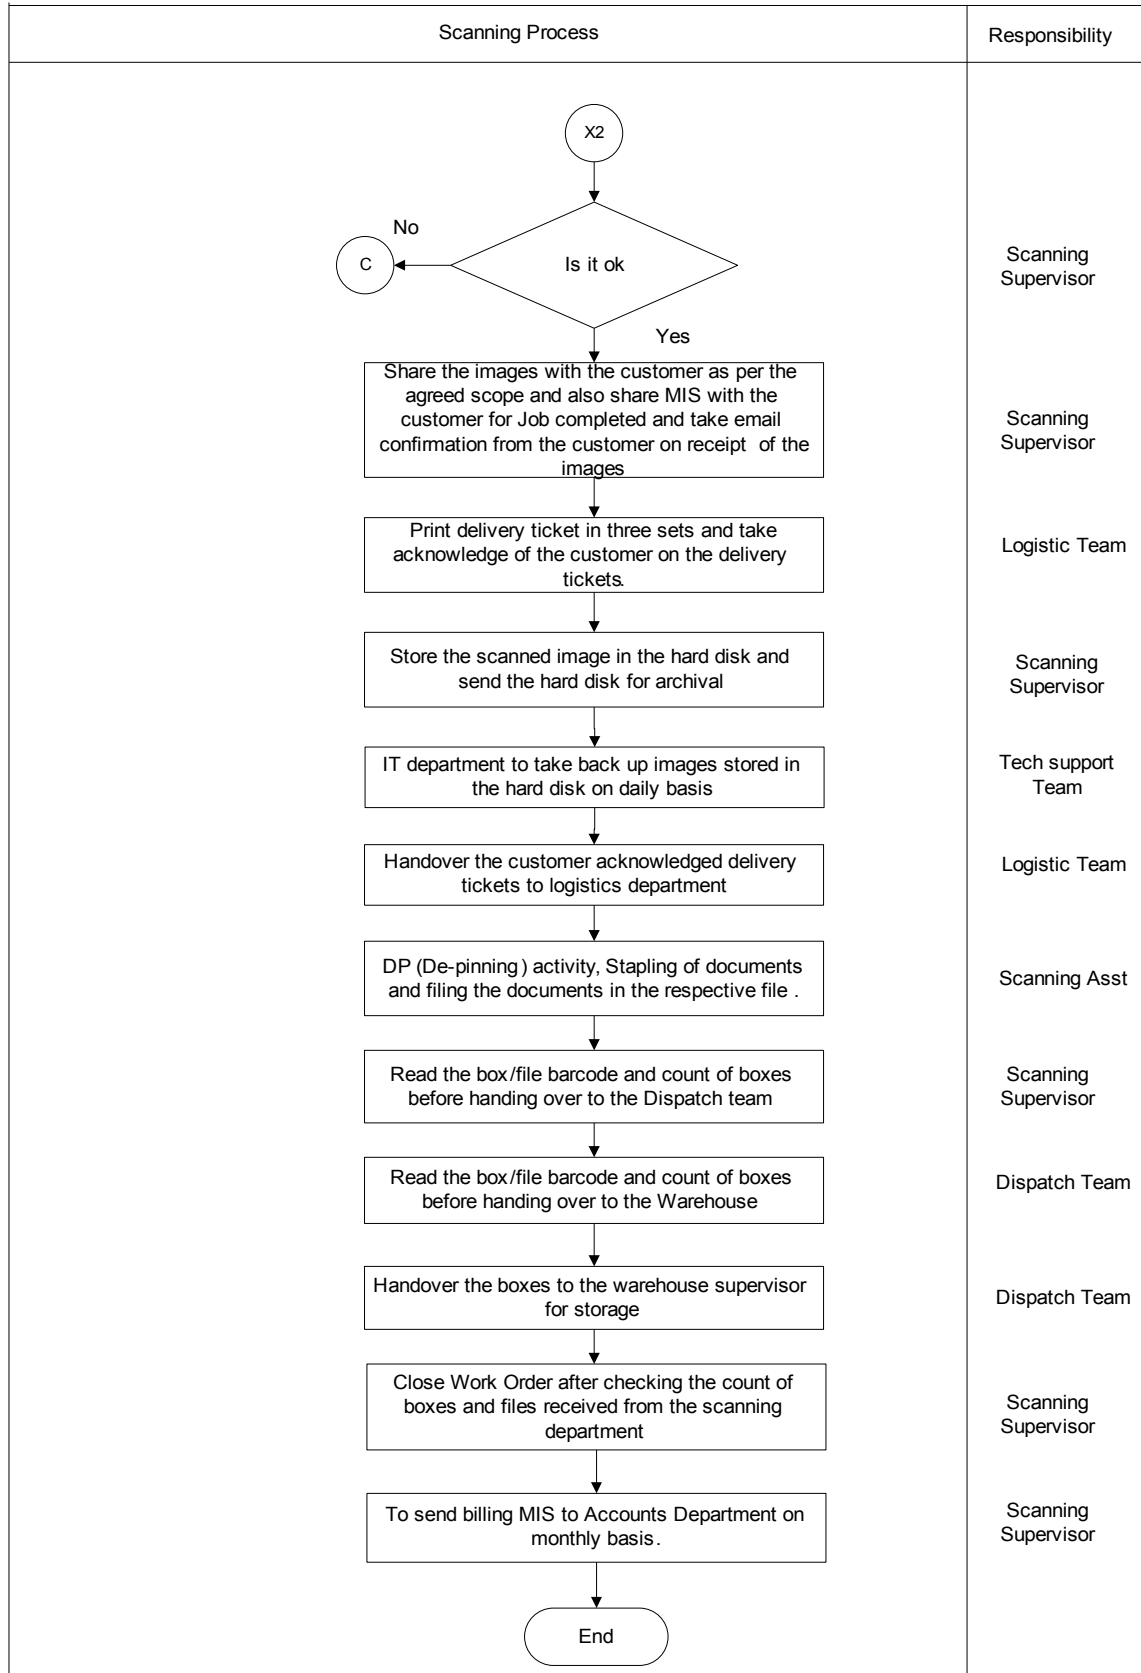 Scanning Process
Responsibility
X2
No
C
Is it ok
Scanning
Supervisor
Yes
Share the images with the customer as per the
agreed scope and also share MIS with the
customer for Job completed and take email
confirmation from the customer on receipt of the
images
Scanning
Supervisor
Print delivery ticket in three sets and take
acknowledge of the customer on the delivery
tickets.
Logistic Team
Store the scanned image in the hard disk and
send the hard disk for archival
Scanning
Supervisor
IT department to take back up images stored in
the hard disk on daily basis
Tech support
Team
Handover the customer acknowledged delivery
tickets to logistics department
Logistic Team
DP (De-pinning) activity, Stapling of documents
and filing the documents in the respective file .
Scanning Asst
Read the box/file barcode and count of boxes
before handing over to the Dispatch team
Scanning
Supervisor
Read the box/file barcode and count of boxes
before handing over to the Warehouse
Dispatch Team
Handover the boxes to the warehouse supervisor
for storage
Dispatch Team
Close Work Order after checking the count of
boxes and files received from the scanning
department
Scanning
Supervisor
To send billing MIS to Accounts Department on
monthly basis.
Scanning
Supervisor
End